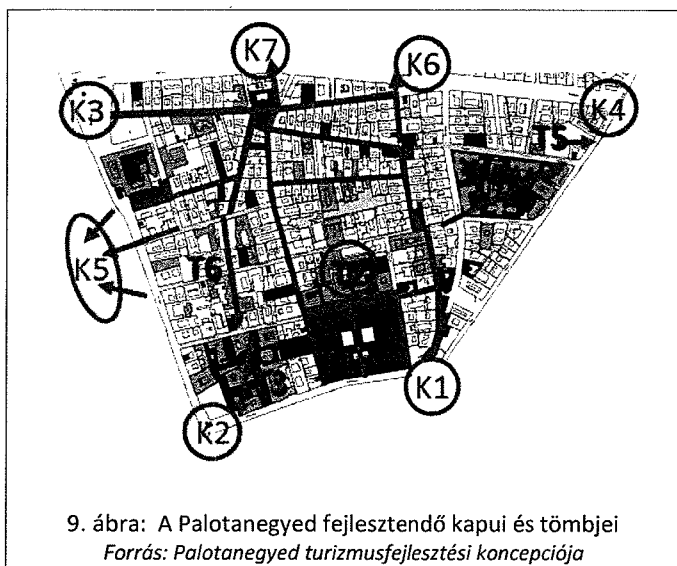 K7
K6
K3
K4
T5
K5
T6
K1
K2
9. ábra: A Palotanegyed fejlesztendő kapui és tömbjei
Forrás: Palotanegyed turizmusfejlesztési koncepciója